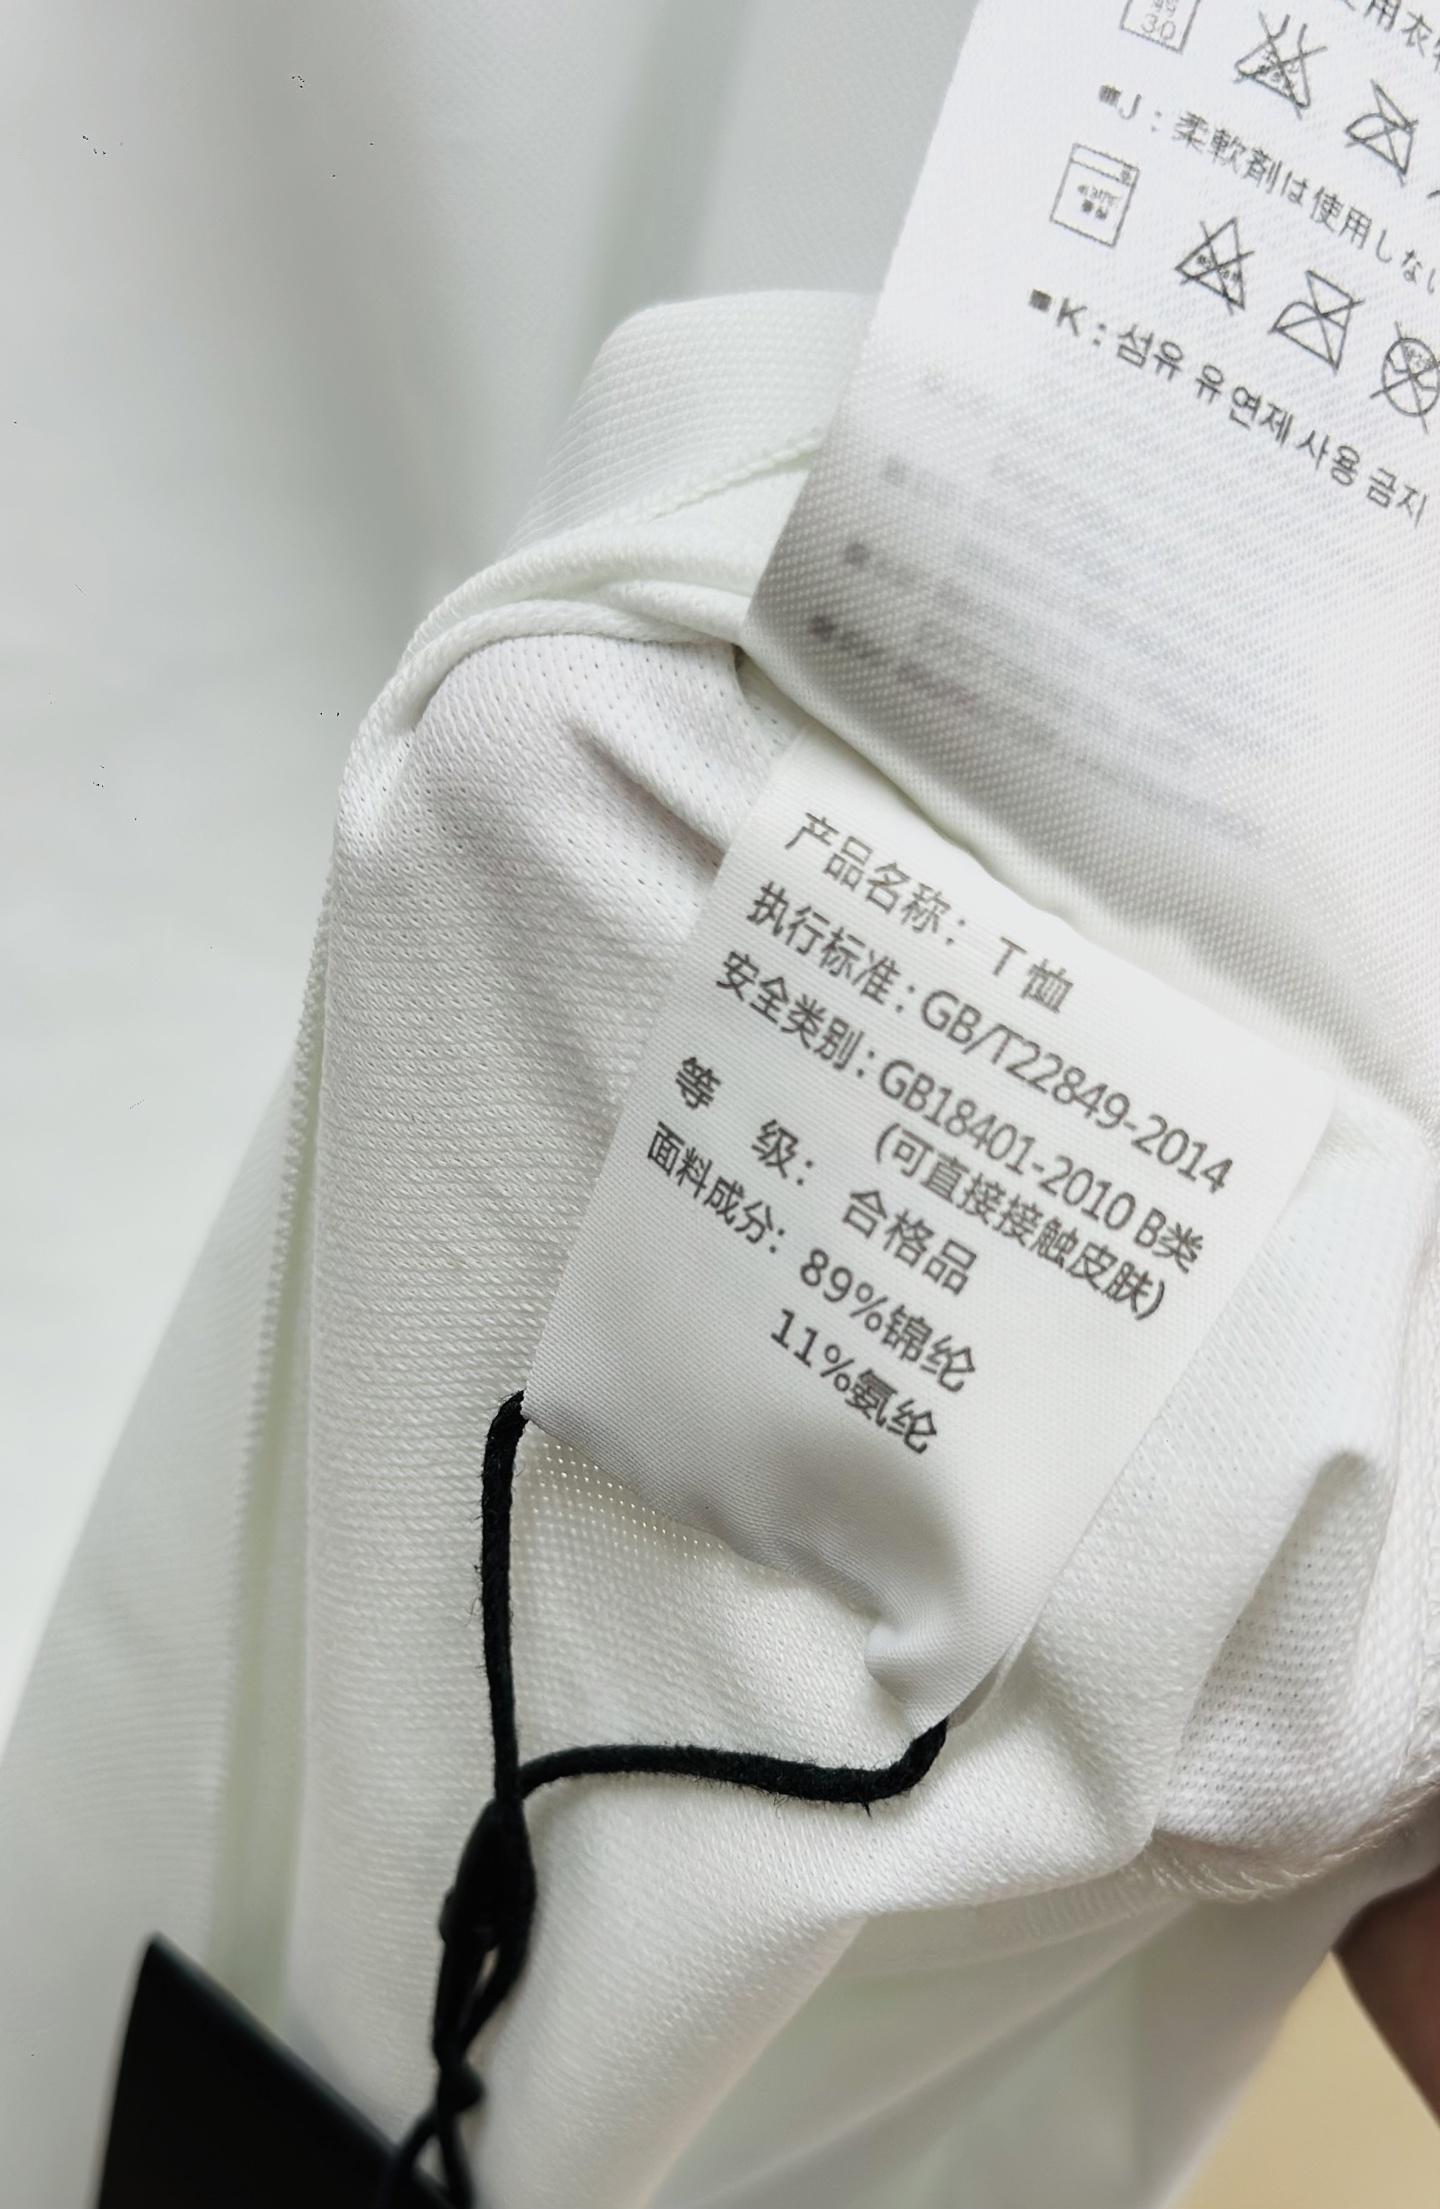 用衣
30
■J：柔軟剤は使用しない
■K：섬유 유연제 사용 금지
产品名称：T恤
执行标准：GB/T22849-2014
安全类别：GB18401-2010 B类
(可直接接触皮肤)
等 级：合格品
面料成分：89%锦纶
11%氨纶